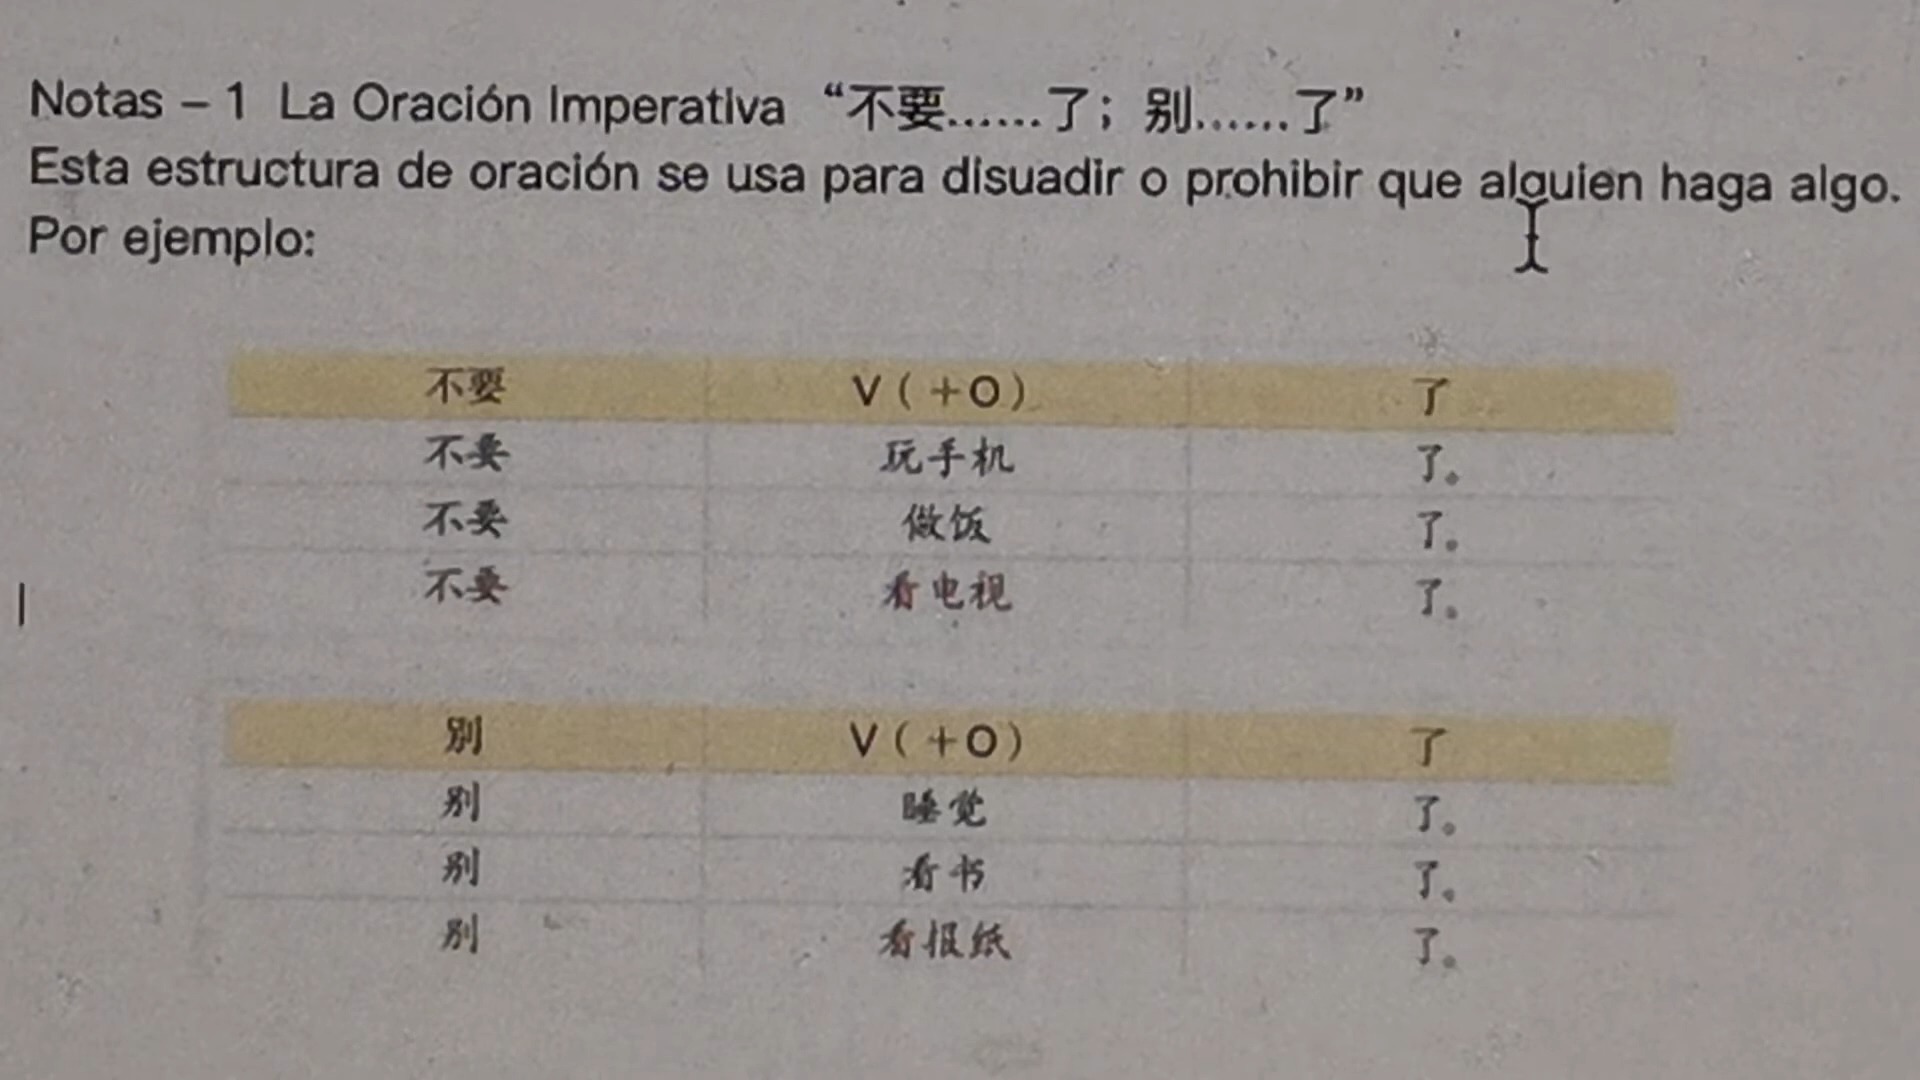 Notas – 1 La Oración Imperativa “不要......了；别......了”
Esta estructura de oración se usa para disuadir o prohibir que alguien haga algo.
Por ejemplo:
不要 V（+O） 了
不要 玩手机 了。
不要 做饭 了。
不要 看电视 了。
别 V（+O） 了
别 睡觉 了。
别 看书 了。
别 看报纸 了。